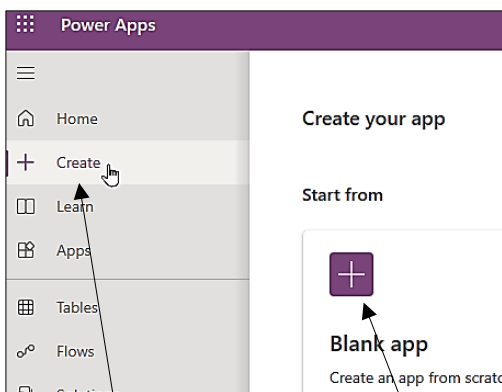 Power Apps
Home
Create
Learn
Apps
Tables
Flows
Create your app
Start from
Blank app
Create an app from